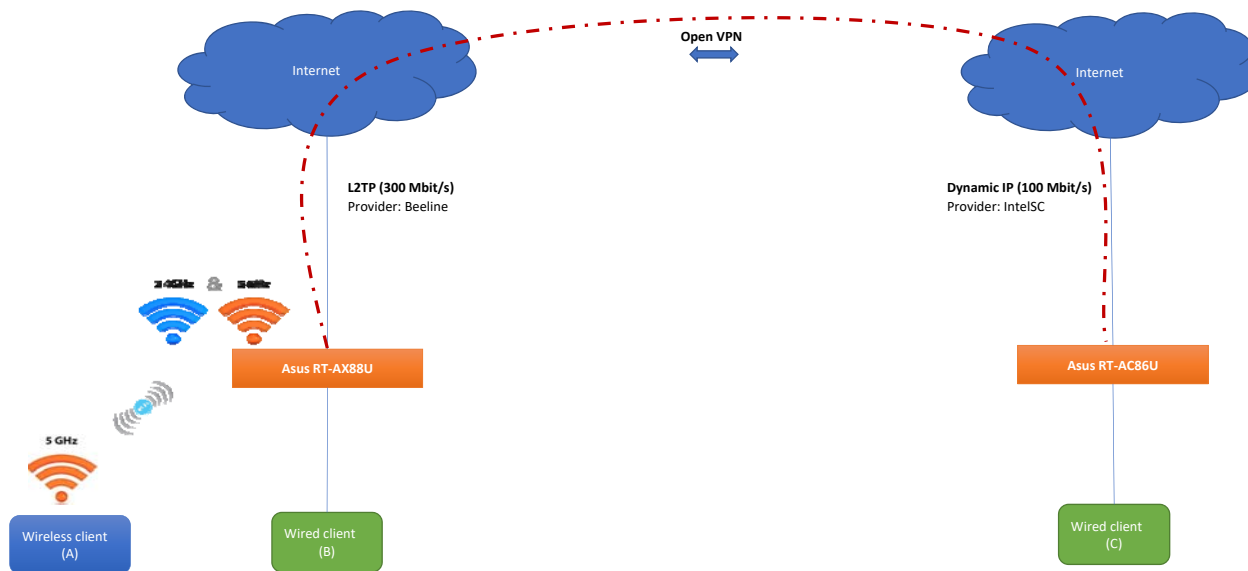 Open VPN
Internet
Internet
L2TP (300 Mbit/s)
Provider: Beeline
Dynamic IP (100 Mbit/s)
Provider: IntelSC
&
Asus RT-AX88U
Asus RT-AC86U
5 GHz
Wireless client
(A)
Wired client
(B)
Wired client
(C)